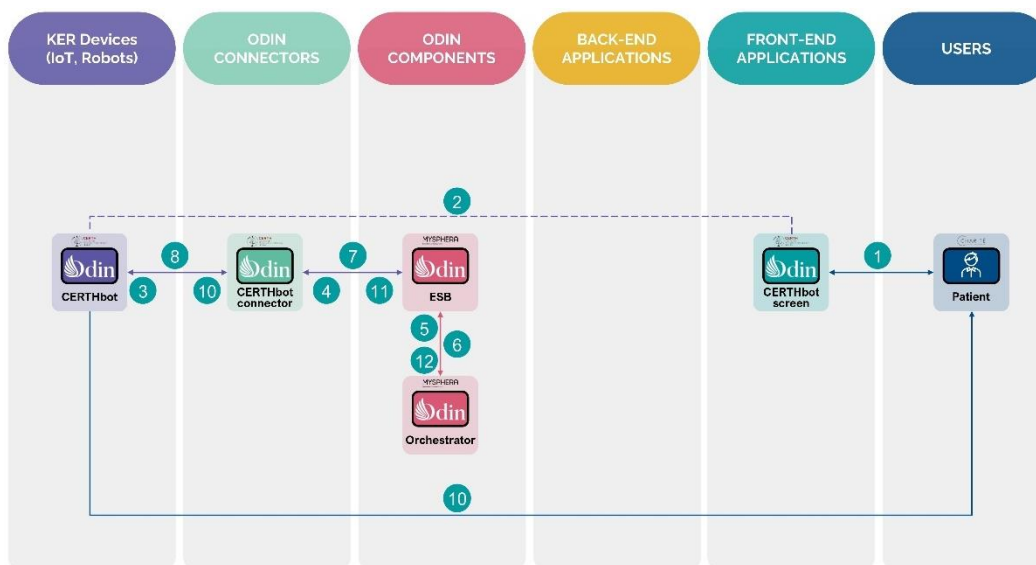 KER Devices
(IoT, Robots)
ODIN
CONNECTORS
ODIN
COMPONENTS
BACK-END
APPLICATIONS
FRONT-END
APPLICATIONS
USERS
2
Odin
CERTHbot
8
3
10
Odin
CERTHbot
connector
7
4
11
MYSPHERA
Odin
ESB
5
6
12
MYSPHERA
Odin
Orchestrator
Odin
CERTHbot
screen
1
Patient
10